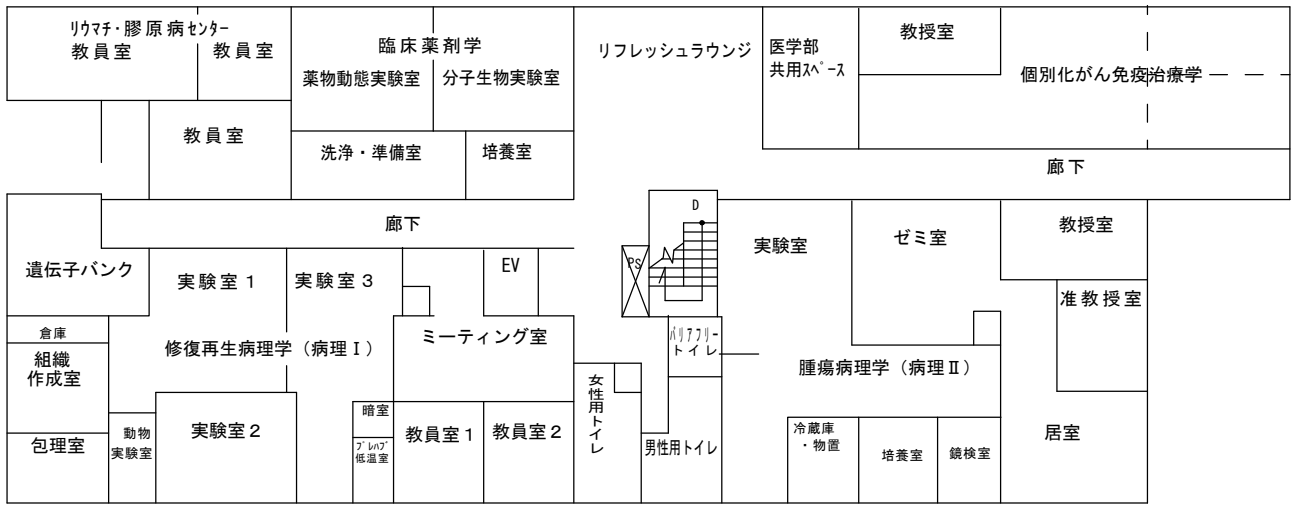 ﾘｳﾏﾁ・膠原病ｾﾝﾀｰ
教員室
教員室
臨床薬剤学
薬物動態実験室
分子生物実験室
リフレッシュラウンジ
医学部
共用ｽﾍﾟｰｽ
教授室
個別化がん免疫治療学
教員室
洗浄・準備室
培養室
廊下
廊下
D
実験室
ゼミ室
教授室
遺伝子バンク
実験室１
実験室３
EV
PS
准教授室
倉庫
修復再生病理学（病理Ⅰ）
ミーティング室
ﾊﾞﾘｱﾌﾘｰ
トイレ
組織
作成室
腫瘍病理学（病理Ⅱ）
女性用トイレ
暗室
包理室
動物
実験室
実験室２
ﾌﾟﾚﾊﾌﾞ
低温室
教員室１
教員室２
男性用トイレ
冷蔵庫
・物置
培養室
鏡検室
居室